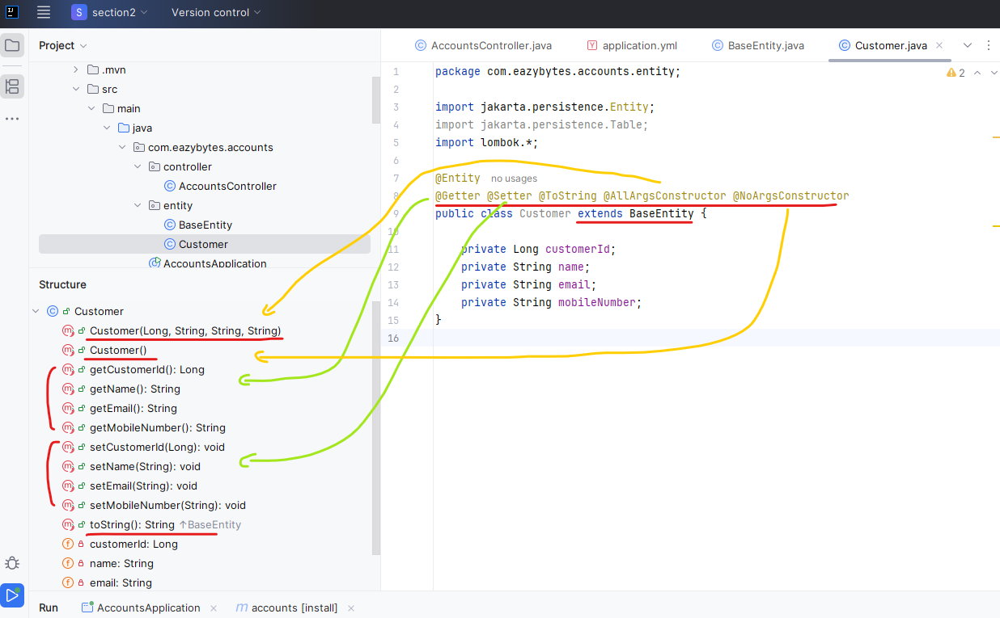 IJ
S section2 Version control
Project
.mvn
src
main
java
com.eazybytes.accounts
controller
AccountsController
entity
BaseEntity
Customer
AccountsApplication
Structure
Customer
Customer(Long, String, String, String)
Customer()
getCustomerId(): Long
getName(): String
getEmail(): String
getMobileNumber(): String
setCustomerId(Long): void
setName(String): void
setEmail(String): void
setMobileNumber(String): void
toString(): String ↑BaseEntity
customerId: Long
name: String
email: String
AccountsController.java application.yml BaseEntity.java Customer.java
2
1 package com.eazybytes.accounts.entity;
2
3 import jakarta.persistence.Entity;
4 import jakarta.persistence.Table;
5 import lombok.*;
6
7 @Entity no usages
8 @Getter @Setter @ToString @AllArgsConstructor @NoArgsConstructor
9 public class Customer extends BaseEntity {
10
11 private Long customerId;
12 private String name;
13 private String email;
14 private String mobileNumber;
15 }
16
Run AccountsApplication m accounts [install]